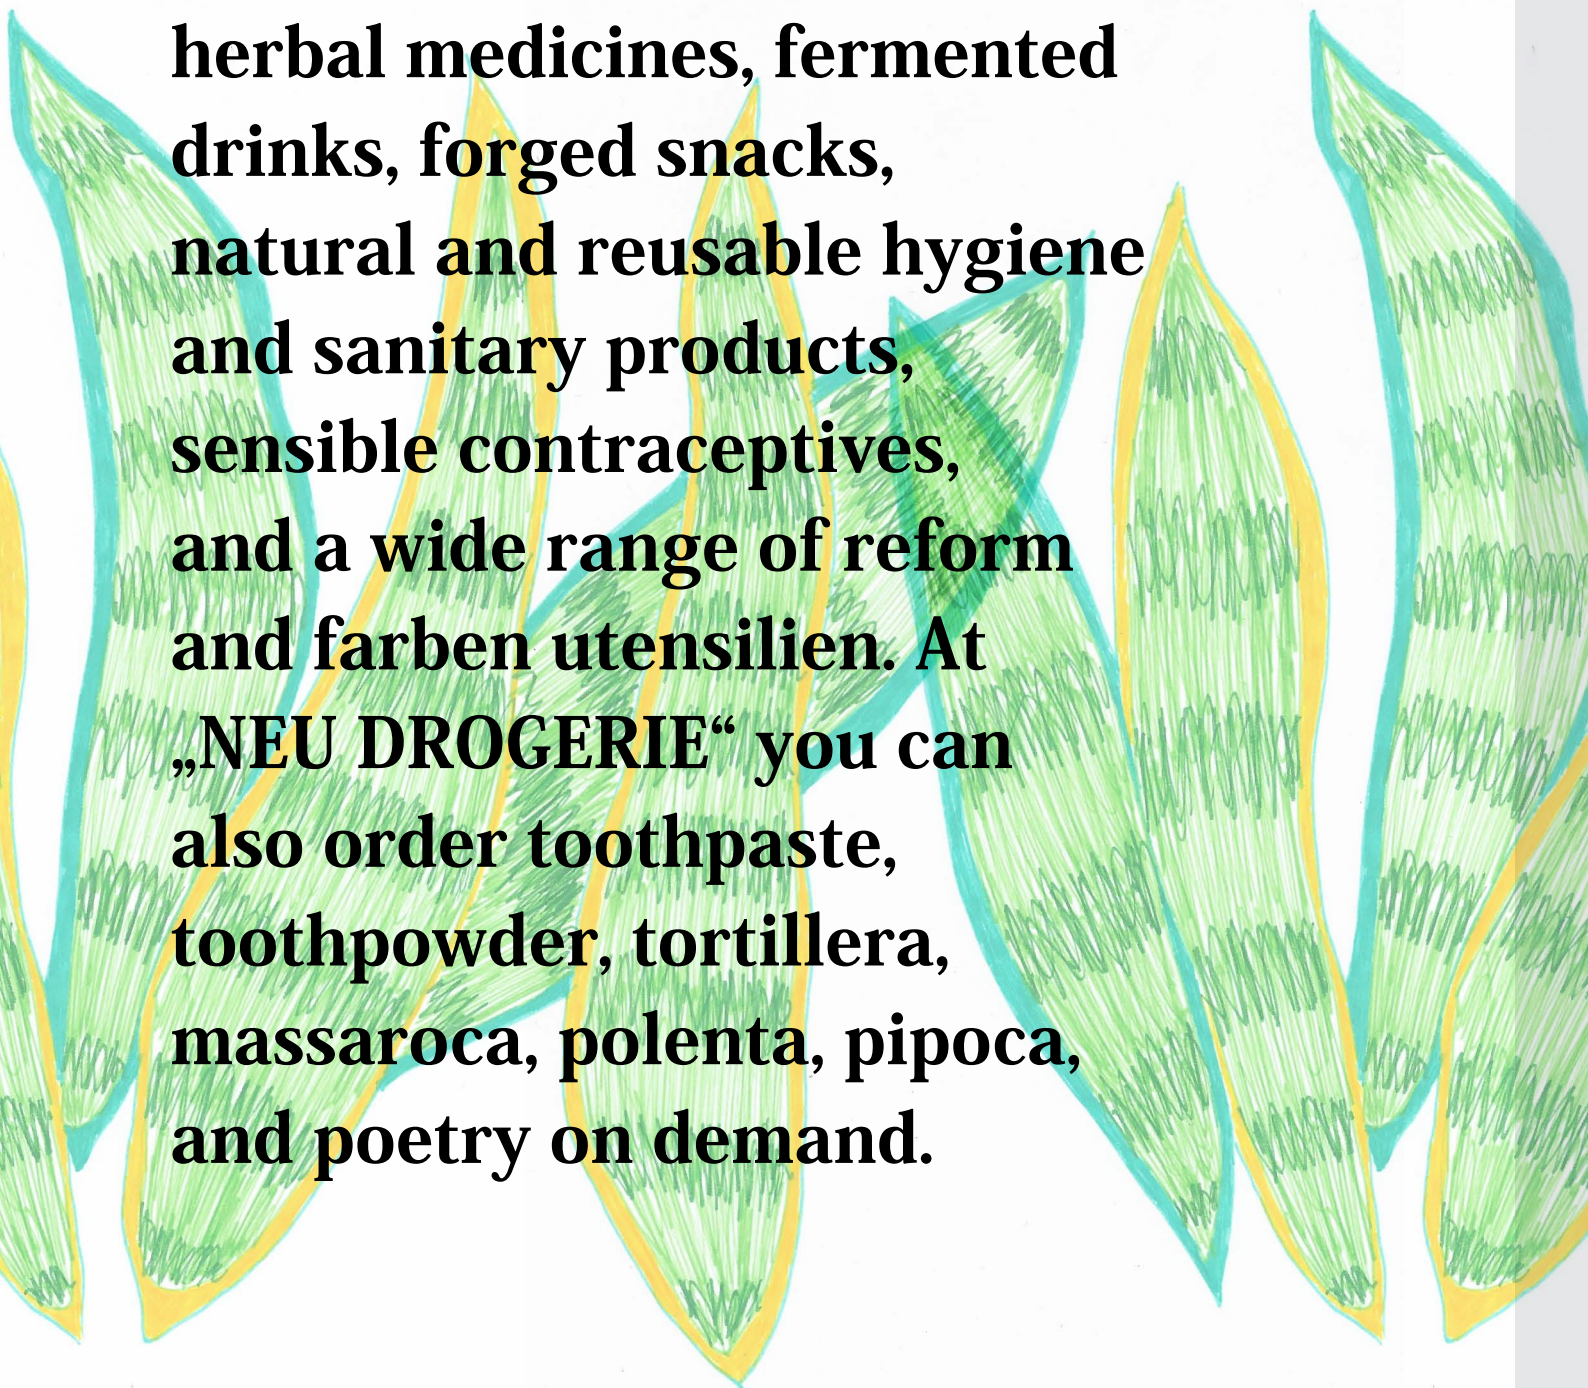 herbal medicines, fermented
drinks, forged snacks,
natural and reusable hygiene
and sanitary products,
sensible contraceptives,
and a wide range of reform
and farben utensilien. At
„NEU DROGERIE“ you can
also order toothpaste,
toothpowder, tortillera,
massaroca, polenta, pipoca,
and poetry on demand.